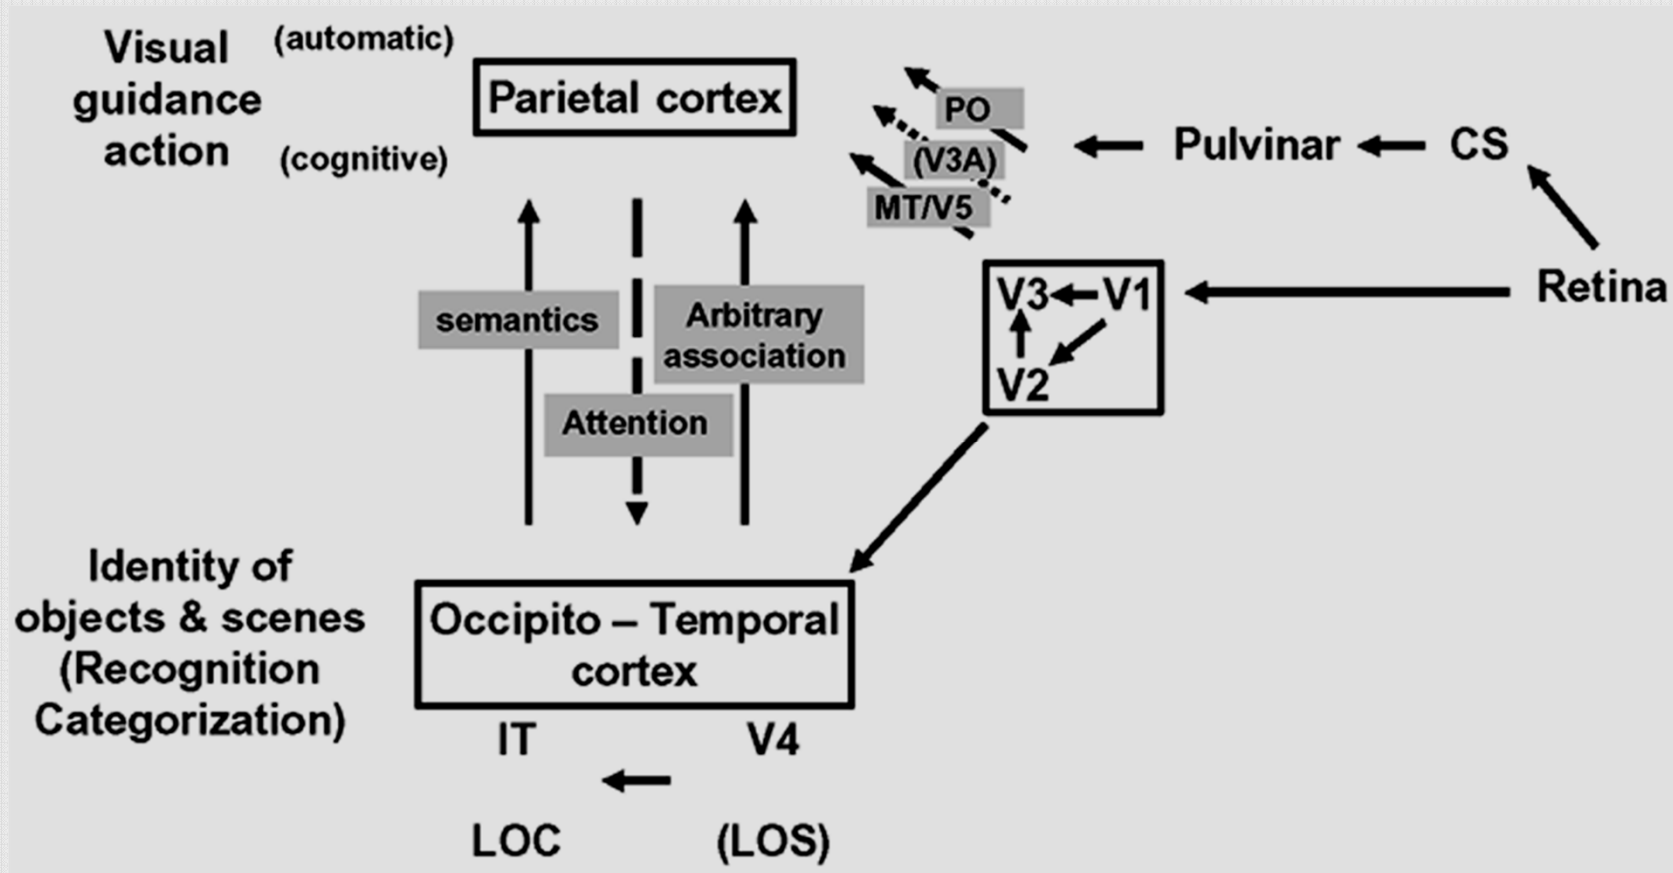 Visual
guidance
action
(automatic)
(cognitive)
Parietal cortex
PO
(V3A)
MT/V5
Pulvinar
CS
Retina
V3
V1
V2
semantics
Arbitrary
association
Attention
Identity of
objects & scenes
(Recognition
Categorization)
Occipito – Temporal
cortex
IT
V4
LOC
(LOS)